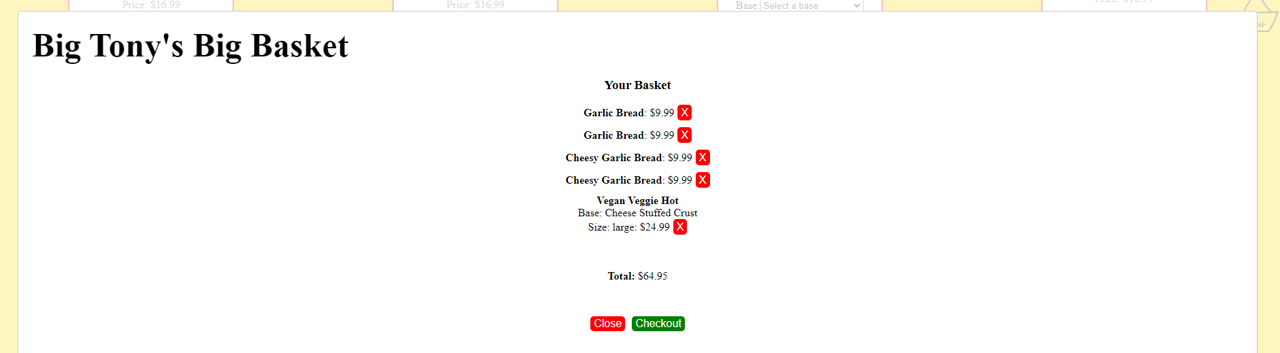 Price: $16.99
Price: $16.99
Base: Select a base
Big Tony's Big Basket
Your Basket
Garlic Bread: $9.99 X
Garlic Bread: $9.99 X
Cheesy Garlic Bread: $9.99 X
Cheesy Garlic Bread: $9.99 X
Vegan Veggie Hot
Base: Cheese Stuffed Crust
Size: large: $24.99 X
Total: $64.95
Close Checkout